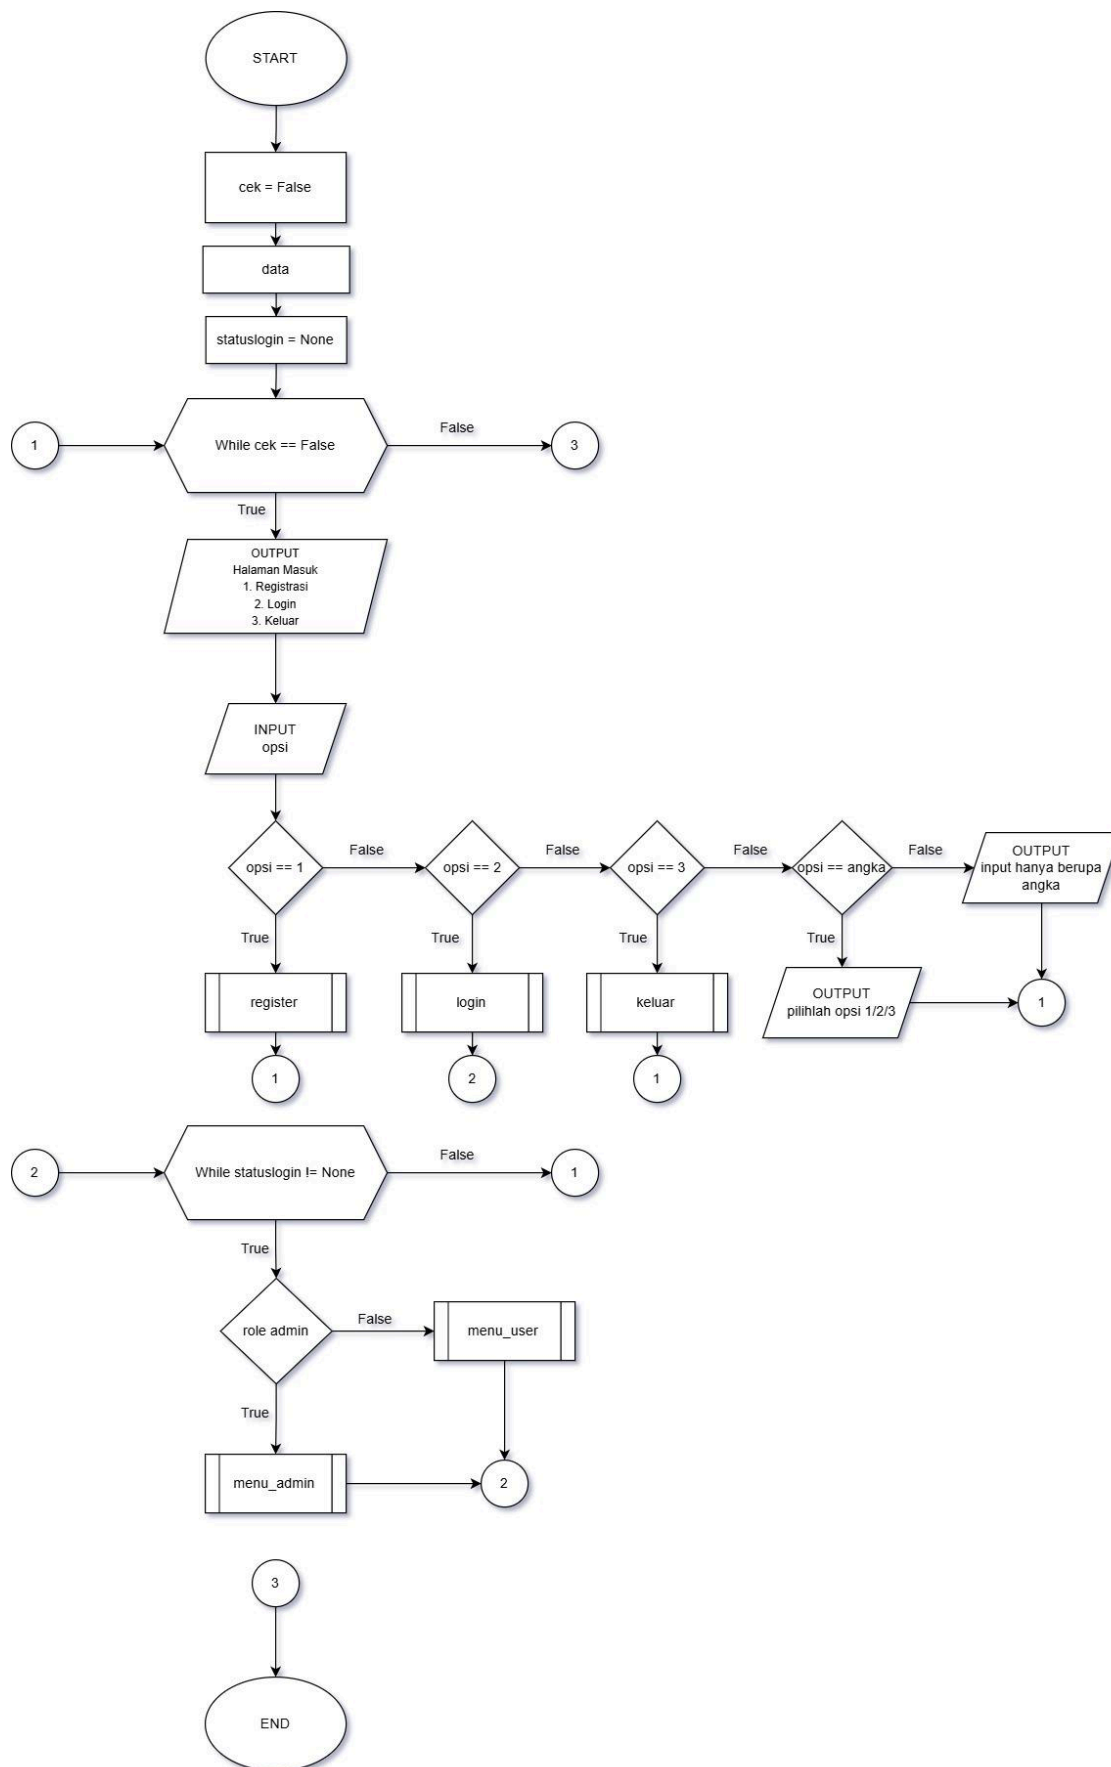 START
cek = False
data
statuslogin = None
1
While cek == False
False
3
True
OUTPUT
Halaman Masuk
1. Registrasi
2. Login
3. Keluar
INPUT
opsi
opsi == 1
False
opsi == 2
False
opsi == 3
False
opsi == angka
False
OUTPUT
input hanya berupa
angka
True
True
True
True
register
login
keluar
OUTPUT
pilihlah opsi 1/2/3
1
1
2
1
2
While statuslogin != None
False
1
True
role admin
False
menu_user
True
menu_admin
2
3
END